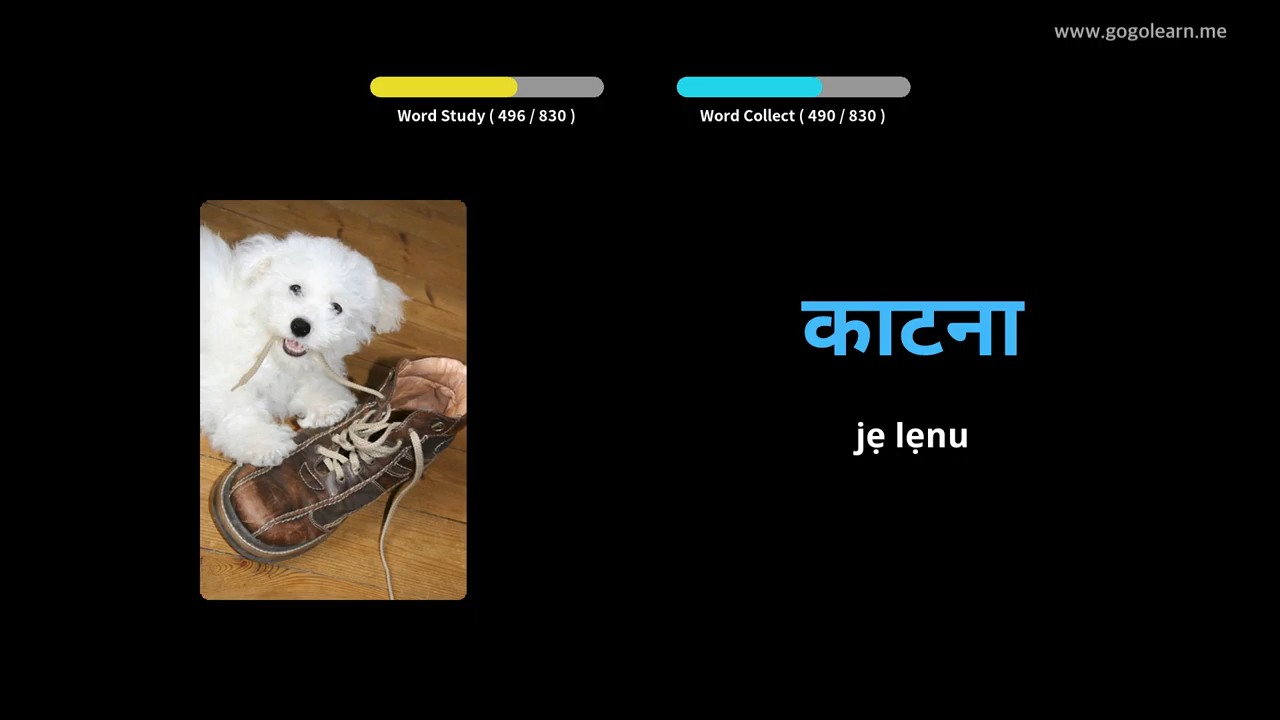 www.gogolearn.me
Word Study ( 496 / 830 )
Word Collect ( 490 / 830 )
काटना
jẹ lẹnu